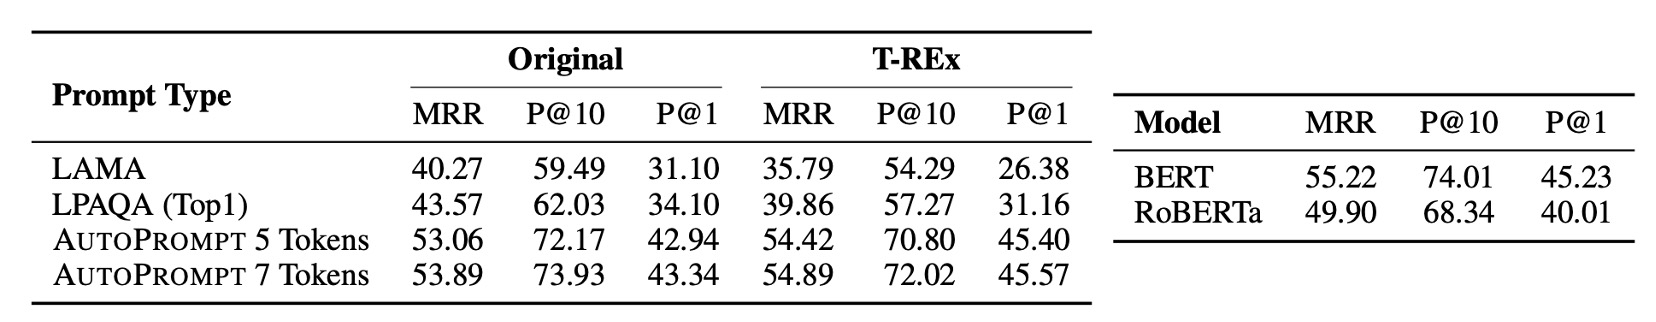 Prompt Type Original T-REx
MRR P@10 P@1 MRR P@10 P@1
LAMA 40.27 59.49 31.10 35.79 54.29 26.38
LPAQA (Top1) 43.57 62.03 34.10 39.86 57.27 31.16
AUTOPROMPT 5 Tokens 53.06 72.17 42.94 54.42 70.80 45.40
AUTOPROMPT 7 Tokens 53.89 73.93 43.34 54.89 72.02 45.57
Model MRR P@10 P@1
BERT 55.22 74.01 45.23
RoBERTa 49.90 68.34 40.01